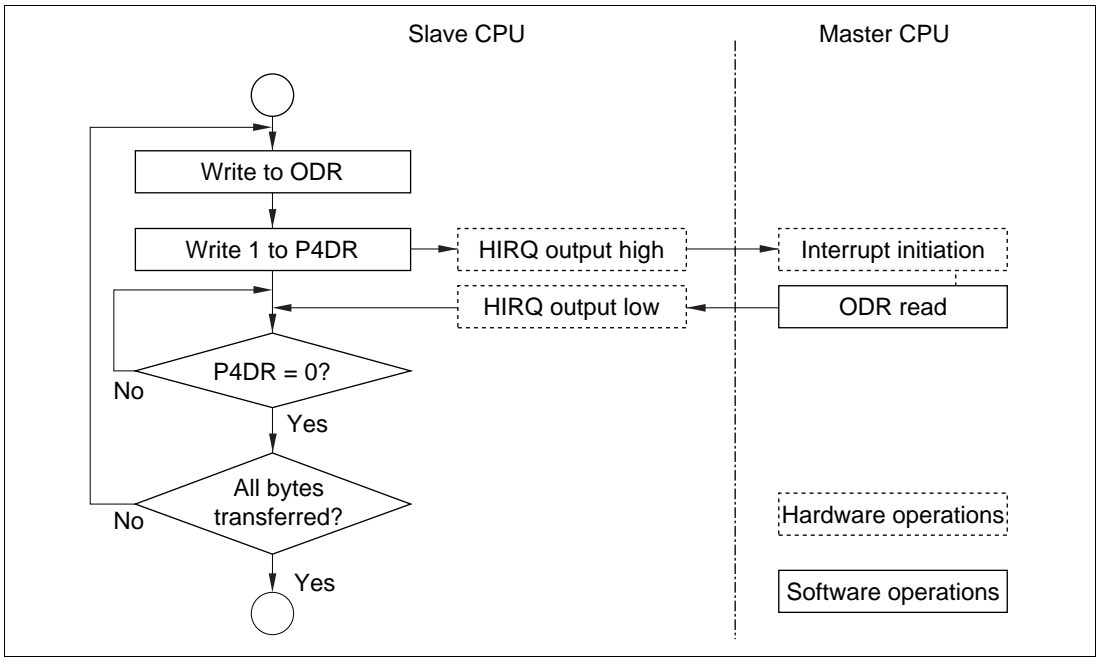 Slave CPU
Master CPU
Write to ODR
Write 1 to P4DR
HIRQ output high
Interrupt initiation
HIRQ output low
ODR read
P4DR = 0?
No
Yes
All bytes
transferred?
No
Yes
Hardware operations
Software operations